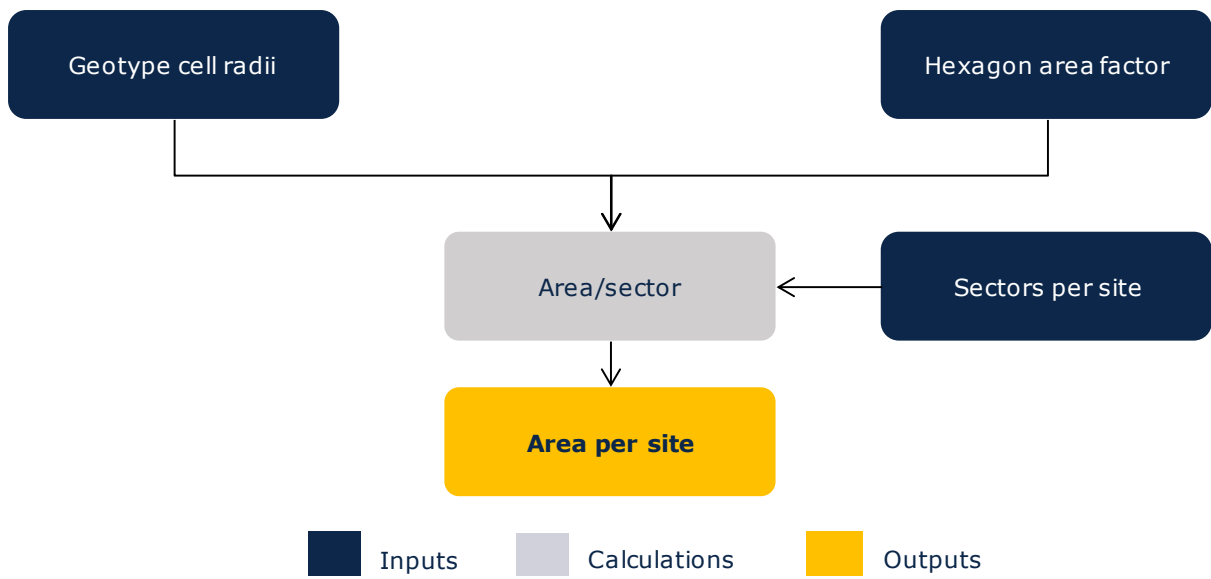 Geotype cell radii
Hexagon area factor
Area/sector
Sectors per site
Area per site
Inputs
Calculations
Outputs